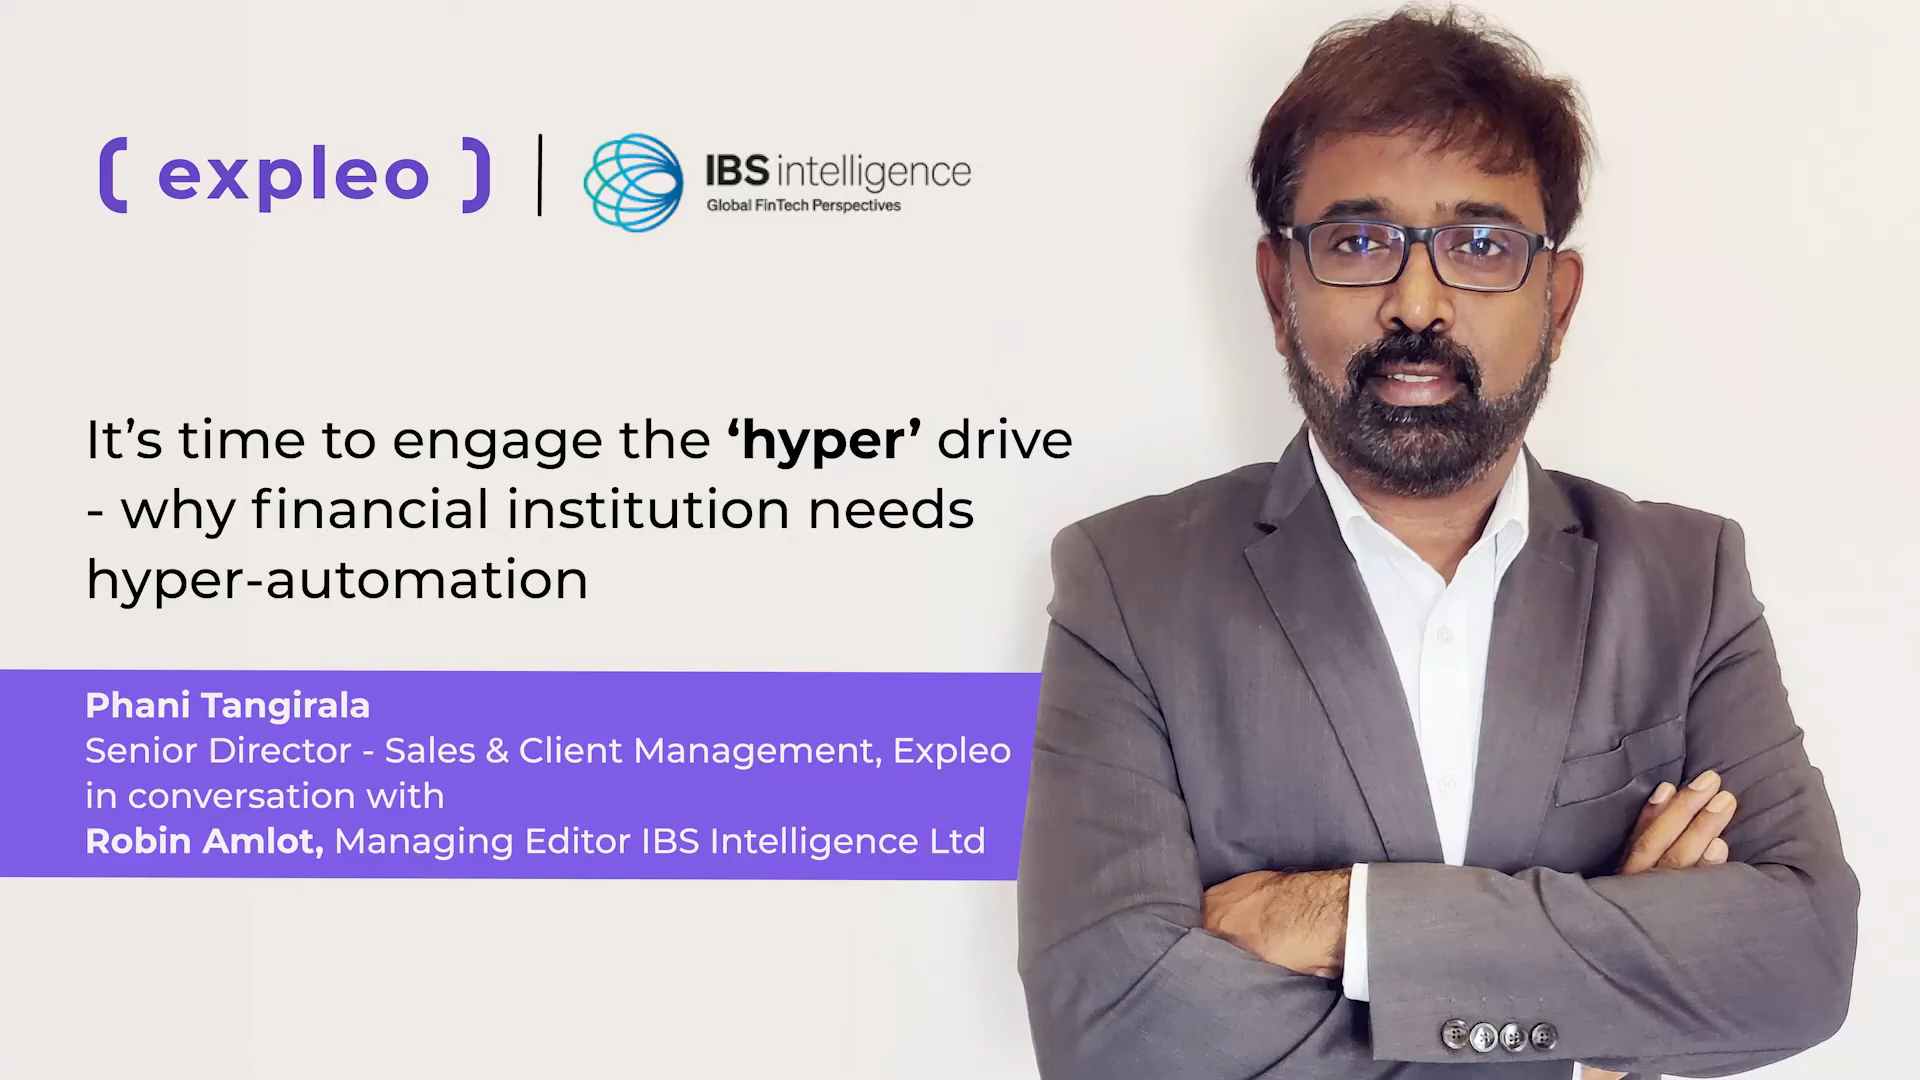 ( expleo )
IBS intelligence
Global FinTech Perspectives
It’s time to engage the ‘hyper’ drive
- why financial institution needs
hyper-automation
Phani Tangirala
Senior Director - Sales & Client Management, Expleo
in conversation with
Robin Amlot, Managing Editor IBS Intelligence Ltd